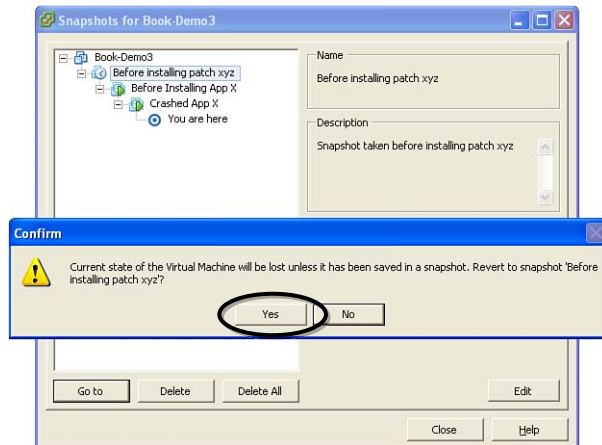 Snapshots for Book-Demo3
Book-Demo3
Before installing patch xyz
Before Installing App X
Crashed App X
You are here
Name
Before installing patch xyz
Description
Snapshot taken before installing patch xyz
Confirm
Current state of the Virtual Machine will be lost unless it has been saved in a snapshot. Revert to snapshot 'Before
installing patch xyz'?
Yes
No
Go to
Delete
Delete All
Edit
Close
Help